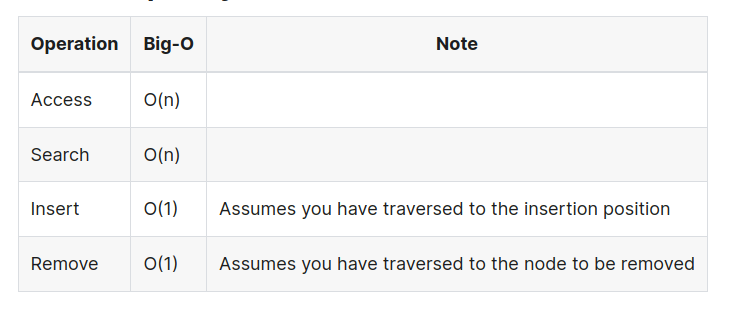 Operation Big-O Note
Access O(n)
Search O(n)
Insert O(1) Assumes you have traversed to the insertion position
Remove O(1) Assumes you have traversed to the node to be removed